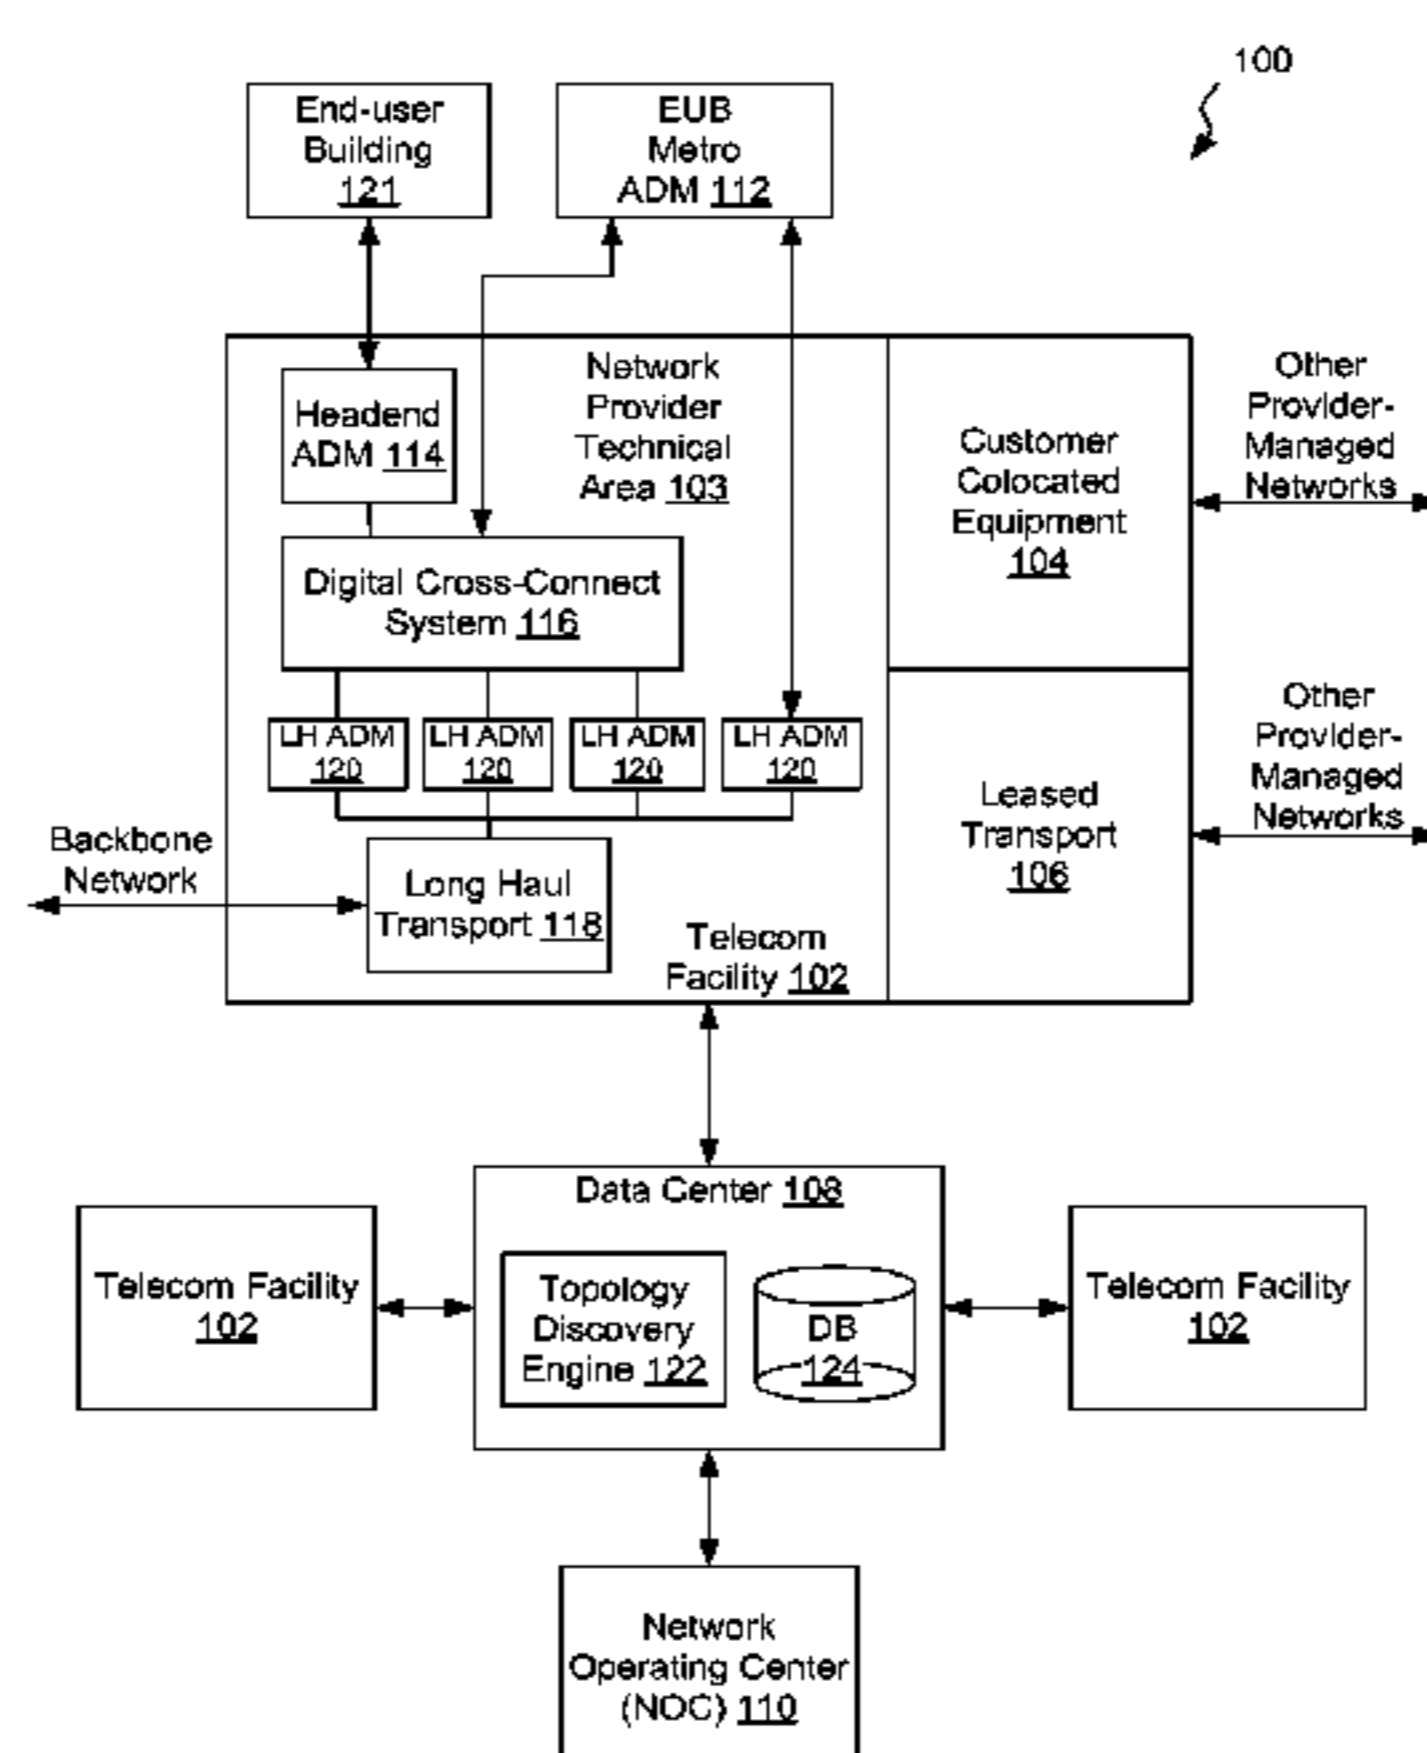 100
End-user
Building
121
EUB
Metro
ADM 112
Network
Provider
Technical
Area 103
Headend
ADM 114
Customer
Colocated
Equipment
104
Other
Provider-
Managed
Networks
Digital Cross-Connect
System 116
LH ADM
120
LH ADM
120
LH ADM
120
LH ADM
120
Leased
Transport
106
Other
Provider-
Managed
Networks
Backbone
Network
Long Haul
Transport 118
Telecom
Facility 102
Data Center 108
Telecom Facility
102
Topology
Discovery
Engine 122
DB
124
Telecom Facility
102
Network
Operating Center
(NOC) 110